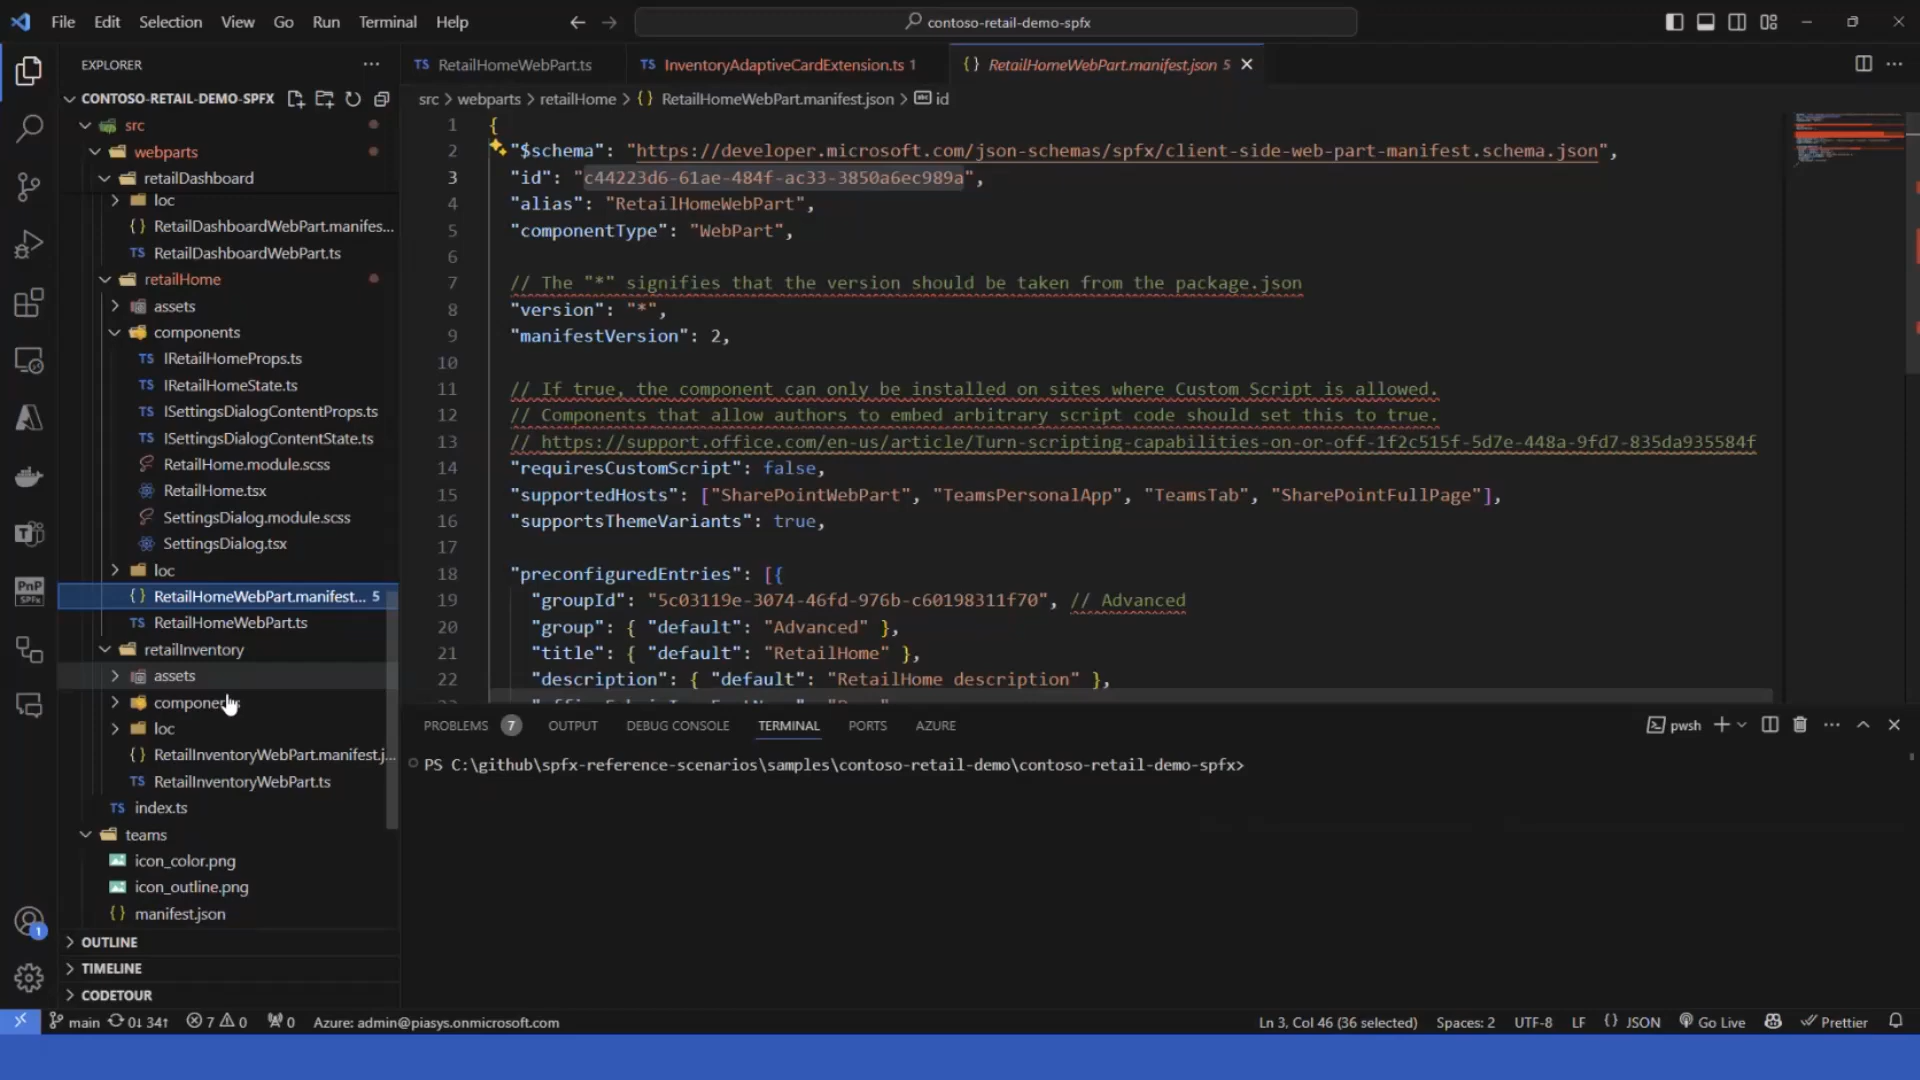 File Edit Selection View Go Run Terminal Help
contoso-retail-demo-spfx
EXPLORER
CONTOSO-RETAIL-DEMO-SPFX
src
webparts
retailDashboard
loc
{} RetailDashboardWebPart.manifes...
TS RetailDashboardWebPart.ts
retailHome
assets
components
TS IRetailHomeProps.ts
TS IRetailHomeState.ts
TS ISettingsDialogContentProps.ts
TS ISettingsDialogContentState.ts
RetailHome.module.scss
RetailHome.tsx
SettingsDialog.module.scss
SettingsDialog.tsx
loc
{} RetailHomeWebPart.manifest... 5
TS RetailHomeWebPart.ts
retailInventory
assets
components
loc
{} RetailInventoryWebPart.manifest.j...
TS RetailInventoryWebPart.ts
TS index.ts
teams
icon_color.png
icon_outline.png
{} manifest.json
OUTLINE
TIMELINE
CODETOUR
PnP
SPFx
1
TS RetailHomeWebPart.ts
TS InventoryAdaptiveCardExtension.ts 1
{} RetailHomeWebPart.manifest.json 5
src > webparts > retailHome > {} RetailHomeWebPart.manifest.json > id
1 {
2 "$schema": "https://developer.microsoft.com/json-schemas/spfx/client-side-web-part-manifest.schema.json",
3 "id": "c44223d6-61ae-484f-ac33-3850a6ec989a",
4 "alias": "RetailHomeWebPart",
5 "componentType": "WebPart",
6
7 // The "*" signifies that the version should be taken from the package.json
8 "version": "*",
9 "manifestVersion": 2,
10
11 // If true, the component can only be installed on sites where Custom Script is allowed.
12 // Components that allow authors to embed arbitrary script code should set this to true.
13 // https://support.office.com/en-us/article/Turn-scripting-capabilities-on-or-off-1f2c515f-5d7e-448a-9fd7-835da935584f
14 "requiresCustomScript": false,
15 "supportedHosts": ["SharePointWebPart", "TeamsPersonalApp", "TeamsTab", "SharePointFullPage"],
16 "supportsThemeVariants": true,
17
18 "preconfiguredEntries": [{
19 "groupId": "5c03119e-3074-46fd-976b-c60198311f70", // Advanced
20 "group": { "default": "Advanced" },
21 "title": { "default": "RetailHome" },
22 "description": { "default": "RetailHome description" },
PROBLEMS 7 OUTPUT DEBUG CONSOLE TERMINAL PORTS AZURE
pwsh
PS C:\github\spfx-reference-scenarios\samples\contoso-retail-demo\contoso-retail-demo-spfx>
main 0↓ 34↑ 7 0 0 Azure: admin@piasys.onmicrosoft.com
Ln 3, Col 46 (36 selected) Spaces: 2 UTF-8 LF {} JSON Go Live Prettier